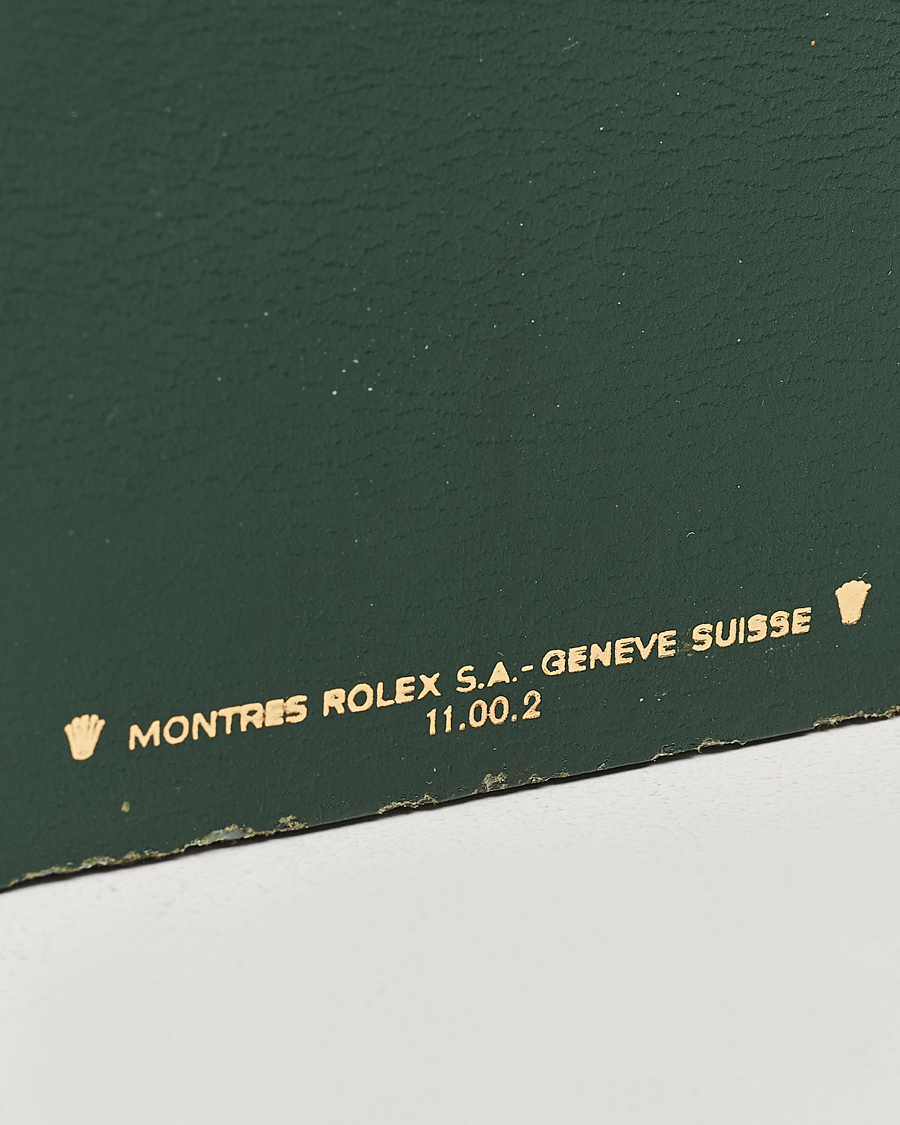 MONTRES ROLEX S.A.-GENEVE SUISSE
11.00.2